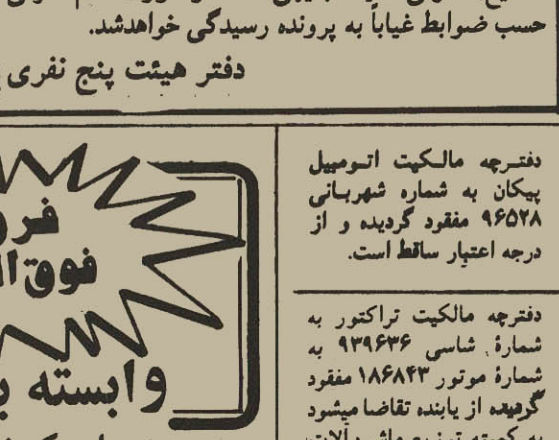 حسب ضوابط غیاباً به پرونده رسیدگی خواهدشد.
دفتر هیئت پنج نفری
دفترچه مالکیت اتومبیل
پیکان به شماره شهربانی
۹۶۵۲۸ مفقود گردیده و از
درجه اعتبار ساقط است.
دفترچه مالکیت تراکتور به
شمارهٔ شاسی ۹۳۹۶۳۶ به
شمارهٔ موتور ۱۸۶۸۴۳ مفقود
گردیده از یابنده تقاضا میشود
فوق
وابسته